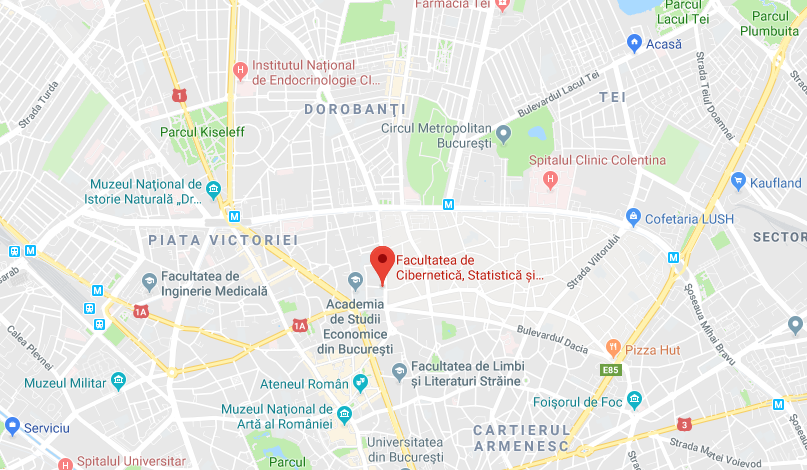 Farmacia Tei
Parcul
Lacul Tei
Parcul
Plumbuita
Acasă
Institutul Național
de Endocrinologie CI...
Strada Turda
1
DOROBANȚI
Bulevardul Lacul Tei
TEI
Strada Teiul Doamnei
Parcul Kiseleff
Circul Metropolitan
București
Spitalul Clinic Colentina
Muzeul Național de
Istorie Naturală „Dr...
Kaufland
M
M
Cofetaria LUSH
PIATA VICTORIEI
SECTOR
M
M
Strada Viitorului
Facultatea de
Cibernetică, Statistică și...
Facultatea de
Inginerie Medicală
M
Academia
de Studii
Economice
din București
1A
1A
Șoseaua Mihai Bravu
Calea Plevnei
Bulevardul Dacia
Pizza Hut
E85
Facultatea de Limbi
și Literaturi Străine
Muzeul Militar
Ateneul Român
Foișorul de Foc
M
Muzeul Național de
Artă al României
3
Serviciu
CARTIERUL
ARMENESC
Universitatea
din București
Strada Matei Voievod
Spitalul Universitar
Parcul